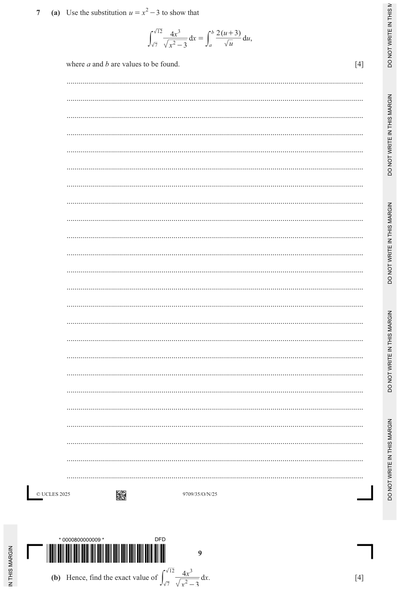 7 (a) Use the substitution u = x² − 3 to show that
∫_{√7}^{√12} 4x³/√(x² − 3) dx = ∫_a^b 2(u + 3)/√u du,
where a and b are values to be found. [4]
© UCLES 2025 9709/35/O/N/25
* 0000800000009 * DFD
9
(b) Hence, find the exact value of ∫_{√7}^{√12} 4x³/√(x² − 3) dx. [4]
DO NOT WRITE IN THIS M
DO NOT WRITE IN THIS MARGIN
DO NOT WRITE IN THIS MARGIN
DO NOT WRITE IN THIS MARGIN
DO NOT WRITE IN THIS MARGIN
IN THIS MARGIN